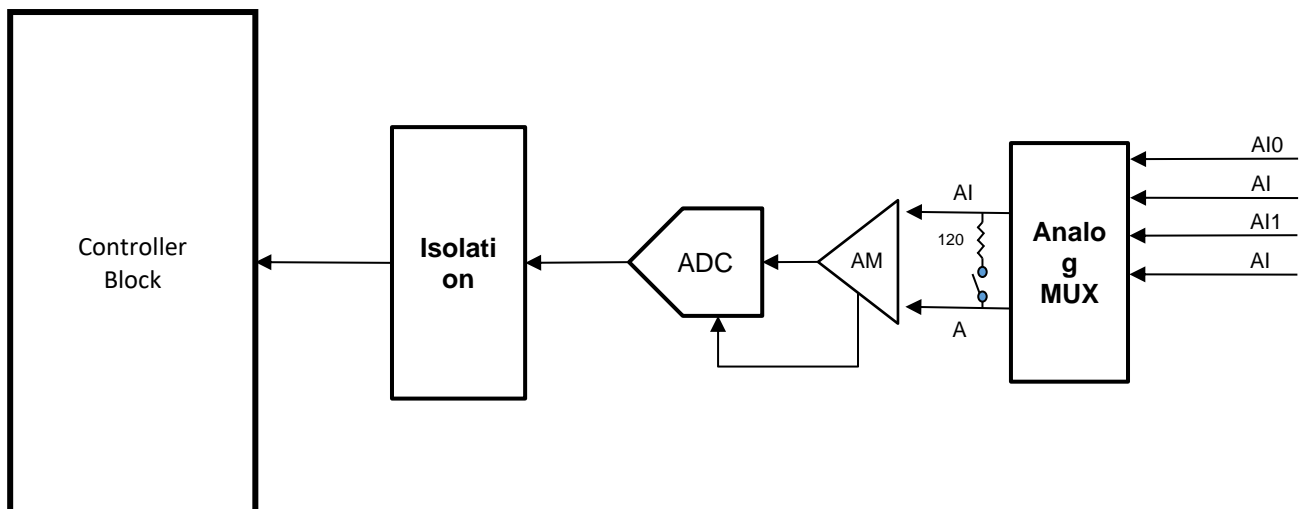 Controller
Block
Isolati
on
ADC
AM
AI
120
A
Analo
g
MUX
AI0
AI
AI1
AI